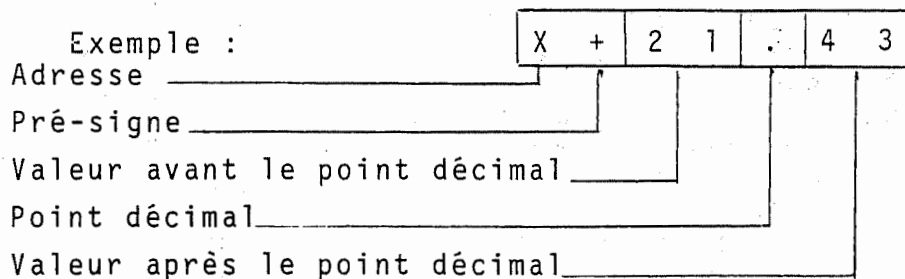 Exemple : X + 2 1 . 4 3
Adresse
Pré-signe
Valeur avant le point décimal
Point décimal
Valeur après le point décimal